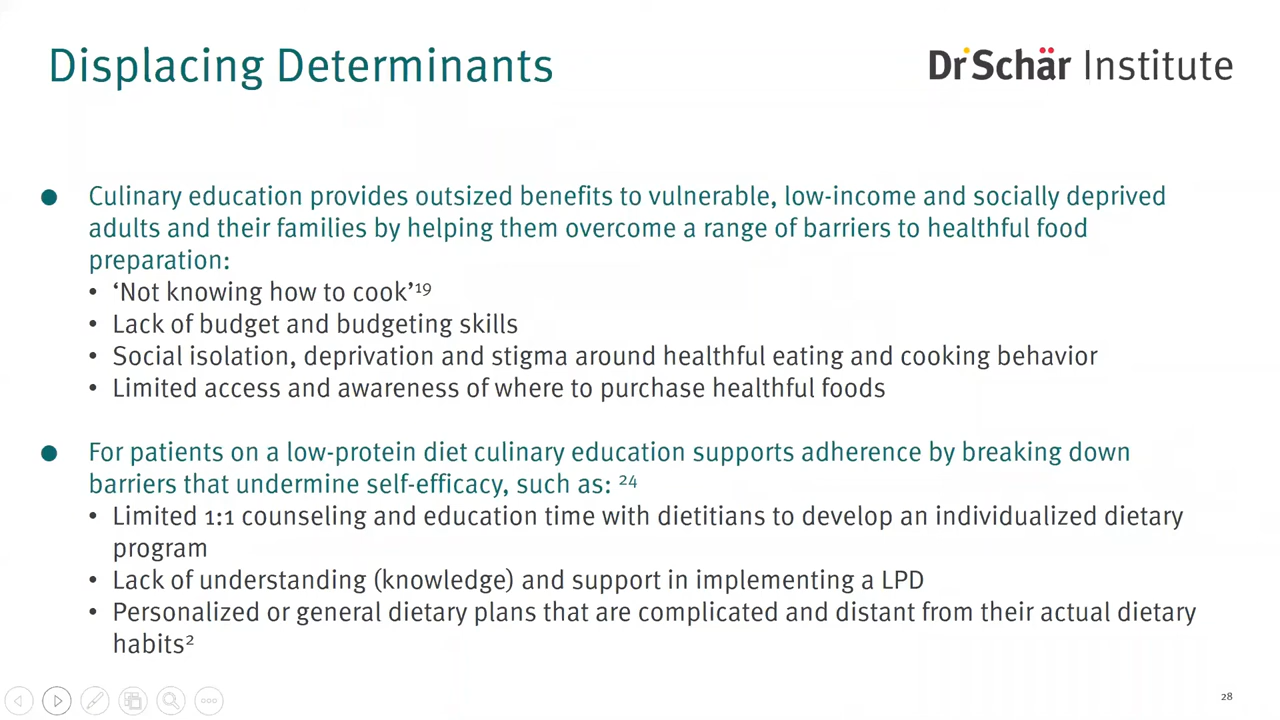 Displacing Determinants
DrSchär Institute
Culinary education provides outsized benefits to vulnerable, low-income and socially deprived
adults and their families by helping them overcome a range of barriers to healthful food
preparation:
• ‘Not knowing how to cook’¹⁹
• Lack of budget and budgeting skills
• Social isolation, deprivation and stigma around healthful eating and cooking behavior
• Limited access and awareness of where to purchase healthful foods
● For patients on a low-protein diet culinary education supports adherence by breaking down
barriers that undermine self-efficacy, such as: ²⁴
• Limited 1:1 counseling and education time with dietitians to develop an individualized dietary
program
• Lack of understanding (knowledge) and support in implementing a LPD
• Personalized or general dietary plans that are complicated and distant from their actual dietary
habits²
28